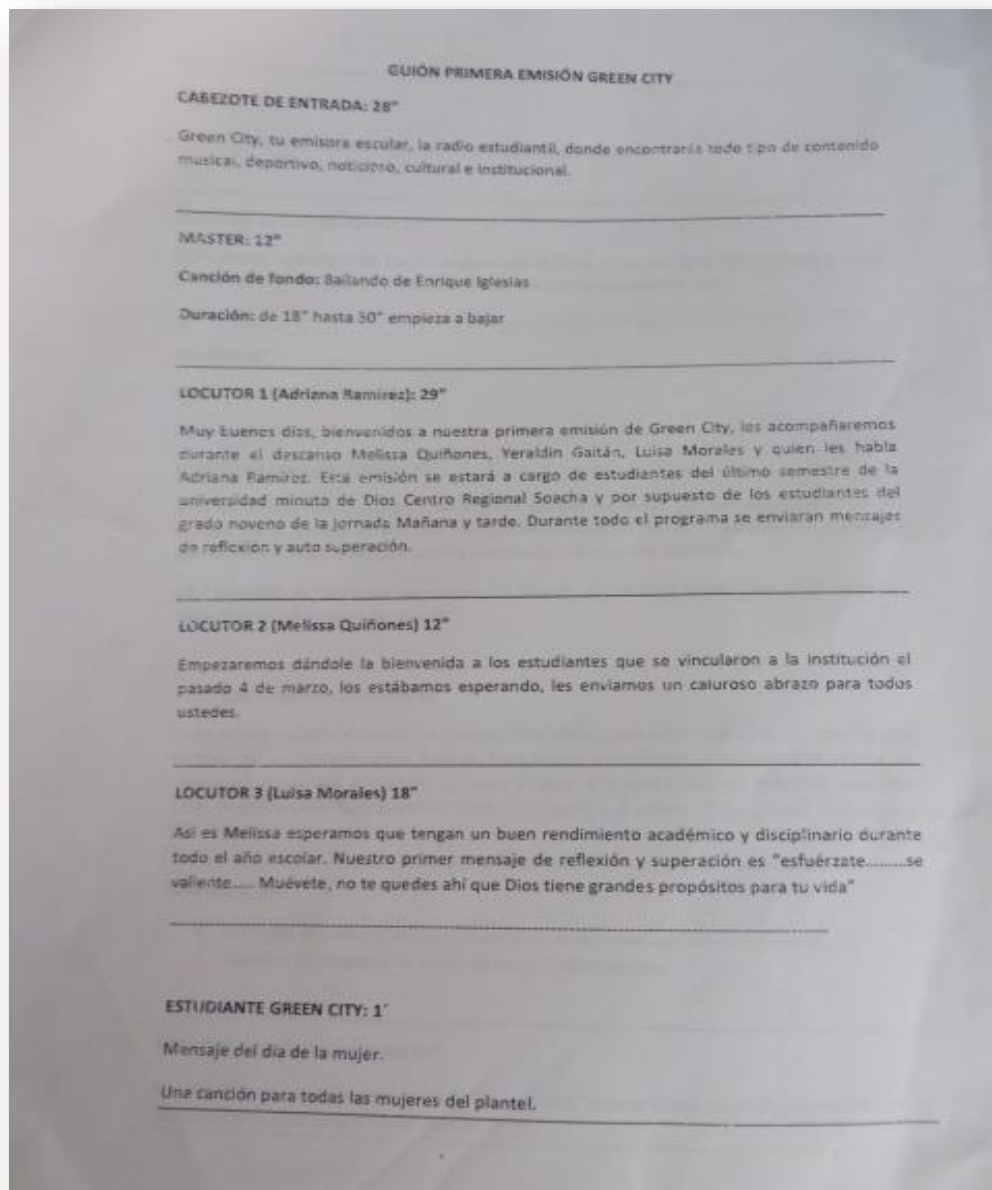 GUIÓN PRIMERA EMISIÓN GREEN CITY
CABEZOTE DE ENTRADA: 28"
Green City, tu emisora escular, la radio estudiantil, donde encontrarás todo tipo de contenido
musical, deportivo, noticioso, cultural e institucional.
MASTER: 12"
Canción de fondo: Bailando de Enrique Iglesias
Duración: de 18" hasta 30" empieza a bajar
LOCUTOR 1 (Adriana Ramirez): 29"
Muy buenos días, bienvenidos a nuestra primera emisión de Green City, los acompañaremos
durante el descanso Melissa Quiñones, Yeraldin Gaitán, Luisa Morales y quien les habla
Adriana Ramirez. Esta emisión se estará a cargo de estudiantes del último semestre de la
universidad minuto de Dios Centro Regional Soacha y por supuesto de los estudiantes del
grado noveno de la jornada Mañana y tarde. Durante todo el programa se enviaran mensajes
de reflexión y auto superación.
LOCUTOR 2 (Melissa Quiñones) 12"
Empezaremos dándole la bienvenida a los estudiantes que se vincularon a la institución el
pasado 4 de marzo, los estábamos esperando, les enviamos un caluroso abrazo para todos
ustedes.
LOCUTOR 3 (Luisa Morales) 18"
Así es Melissa esperamos que tengan un buen rendimiento académico y disciplinario durante
todo el año escolar. Nuestro primer mensaje de reflexión y superación es "esfuérzate.........se
valiente..... Muévete, no te quedes ahí que Dios tiene grandes propósitos para tu vida"
ESTUDIANTE GREEN CITY: 1´
Mensaje del día de la mujer.
Una canción para todas las mujeres del plantel.